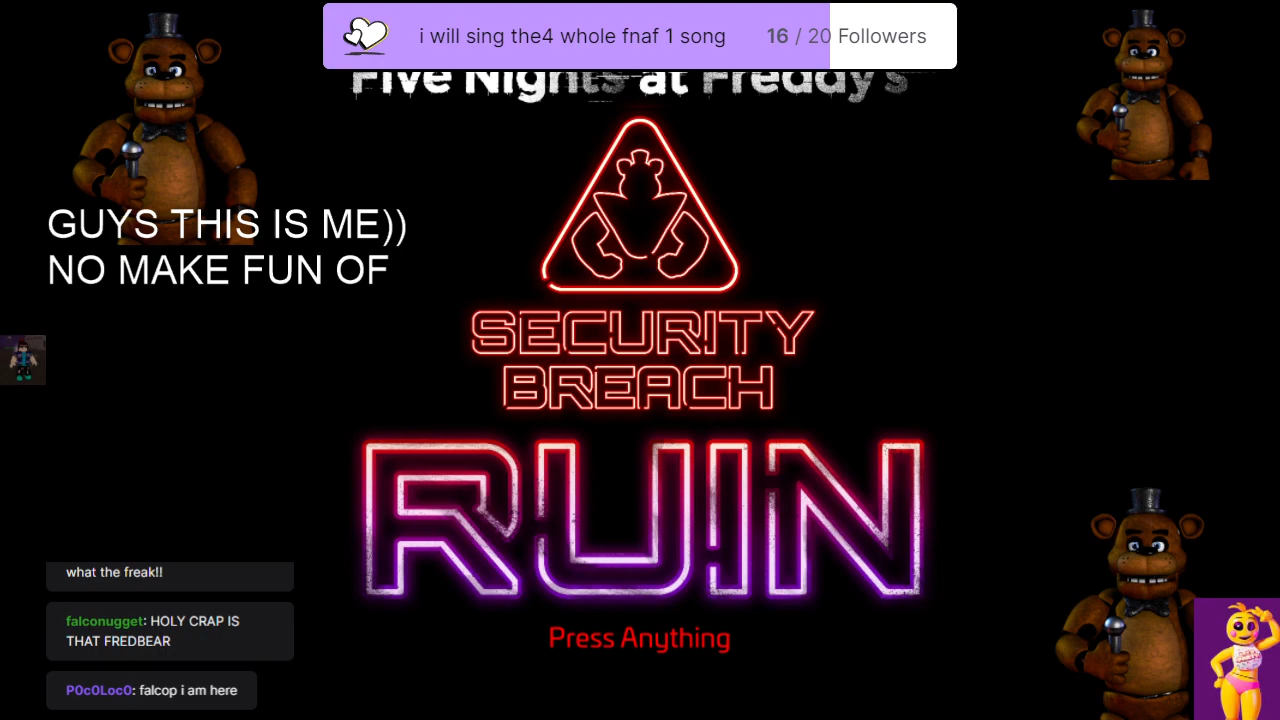 i will sing the4 whole fnaf 1 song 16 / 20 Followers
Five Nights at Freddy's
GUYS THIS IS ME))
NO MAKE FUN OF
SECURITY
BREACH
RUIN
Press Anything
what the freak!!
falconugget: HOLY CRAP IS
THAT FREDBEAR
P0c0Loc0: falcop i am here